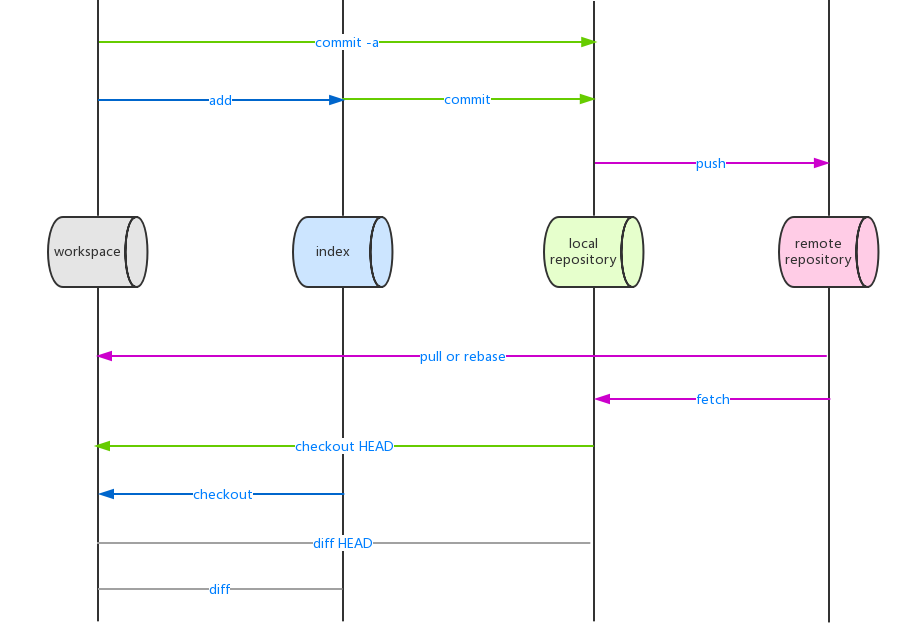 commit -a
add
commit
push
workspace
index
local
repository
remote
repository
pull or rebase
fetch
checkout HEAD
checkout
diff HEAD
diff